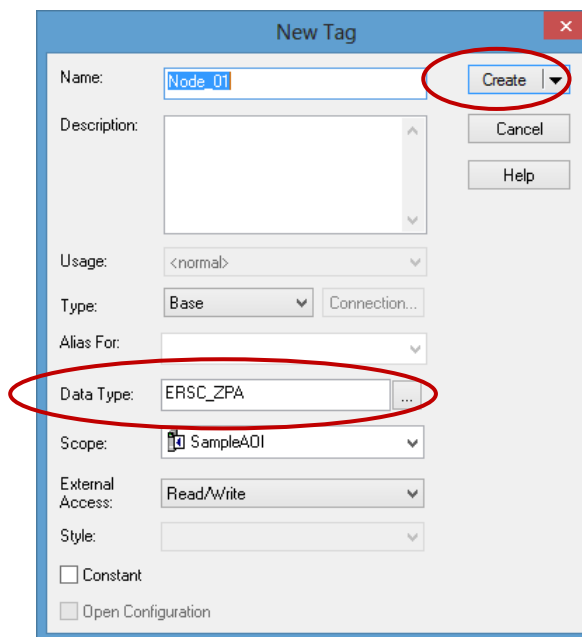 New Tag
Name: Node_01 Create
Description: Cancel
Help
Usage: <normal>
Type: Base Connection...
Alias For:
Data Type: ERSC_ZPA ...
Scope: SampleAOI
External
Access: Read/Write
Style:
Constant
Open Configuration